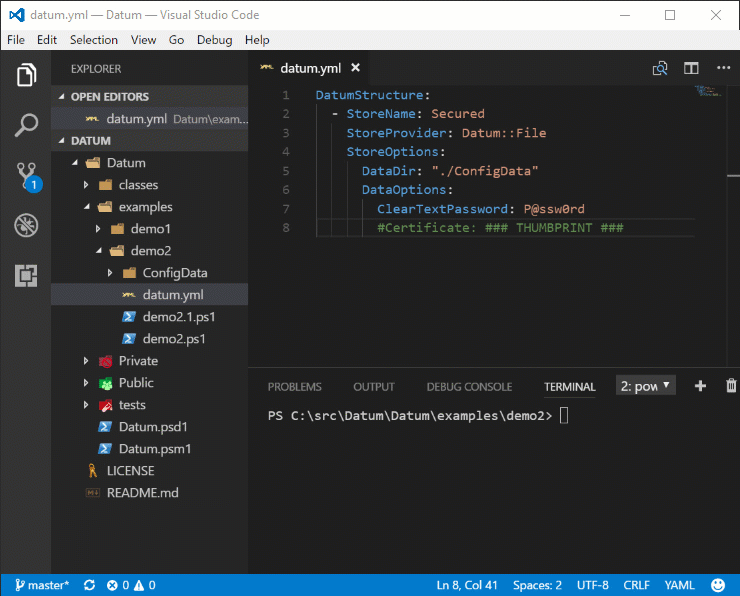 datum.yml — Datum — Visual Studio Code
File Edit Selection View Go Debug Help
EXPLORER
OPEN EDITORS
datum.yml Datum\exam...
DATUM
Datum
classes
examples
demo1
demo2
ConfigData
datum.yml
demo2.1.ps1
demo2.ps1
Private
Public
tests
Datum.psd1
Datum.psm1
LICENSE
README.md
1
datum.yml
1 DatumStructure:
2 - StoreName: Secured
3 StoreProvider: Datum::File
4 StoreOptions:
5 DataDir: "./ConfigData"
6 DataOptions:
7 ClearTextPassword: P@ssw0rd
8 #Certificate: ### THUMBPRINT ###
PROBLEMS OUTPUT DEBUG CONSOLE TERMINAL 2: pow
PS C:\src\Datum\Datum\examples\demo2>
master* 0 0 Ln 8, Col 41 Spaces: 2 UTF-8 CRLF YAML